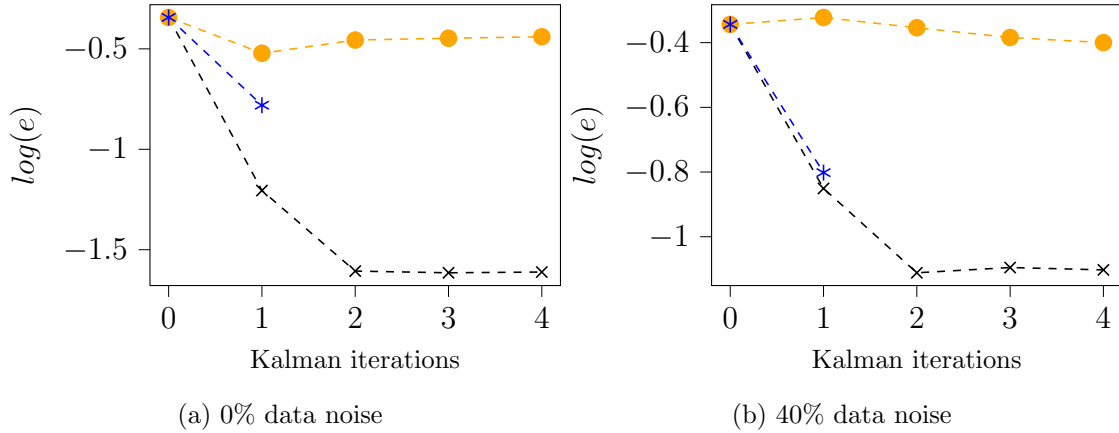 −0.5
−1
−1.5
log(e)
0 1 2 3 4
Kalman iterations
(a) 0% data noise
−0.4
−0.6
−0.8
−1
log(e)
0 1 2 3 4
Kalman iterations
(b) 40% data noise